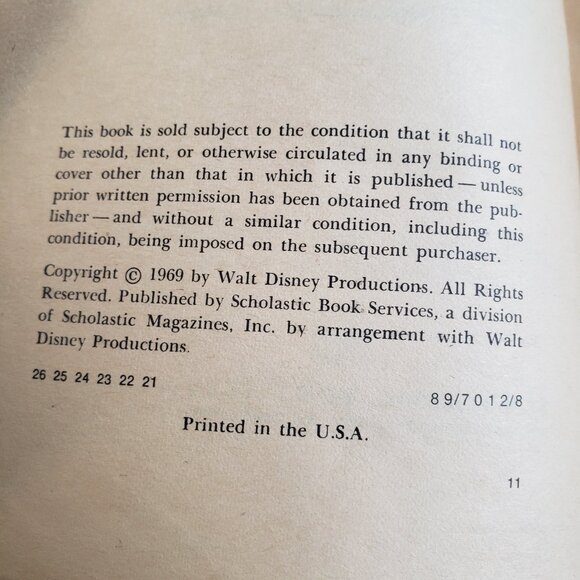 This book is sold subject to the condition that it shall not
be resold, lent, or otherwise circulated in any binding or
cover other than that in which it is published — unless
prior written permission has been obtained from the pub-
lisher — and without a similar condition, including this
condition, being imposed on the subsequent purchaser.
Copyright © 1969 by Walt Disney Productions. All Rights
Reserved. Published by Scholastic Book Services, a division
of Scholastic Magazines, Inc. by arrangement with Walt
Disney Productions.
26 25 24 23 22 21
8 9/7 0 1 2/8
Printed in the U.S.A.
11